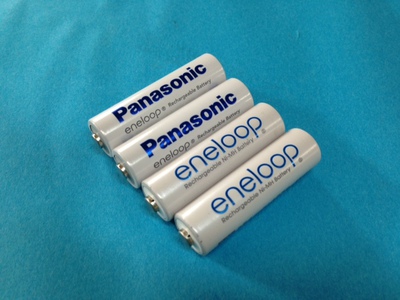 Panasonic
eneloop Rechargeable Battery
Panasonic
eneloop Rechargeable Battery
eneloop
Rechargeable Ni-MH Battery
eneloop
Rechargeable Ni-MH Battery